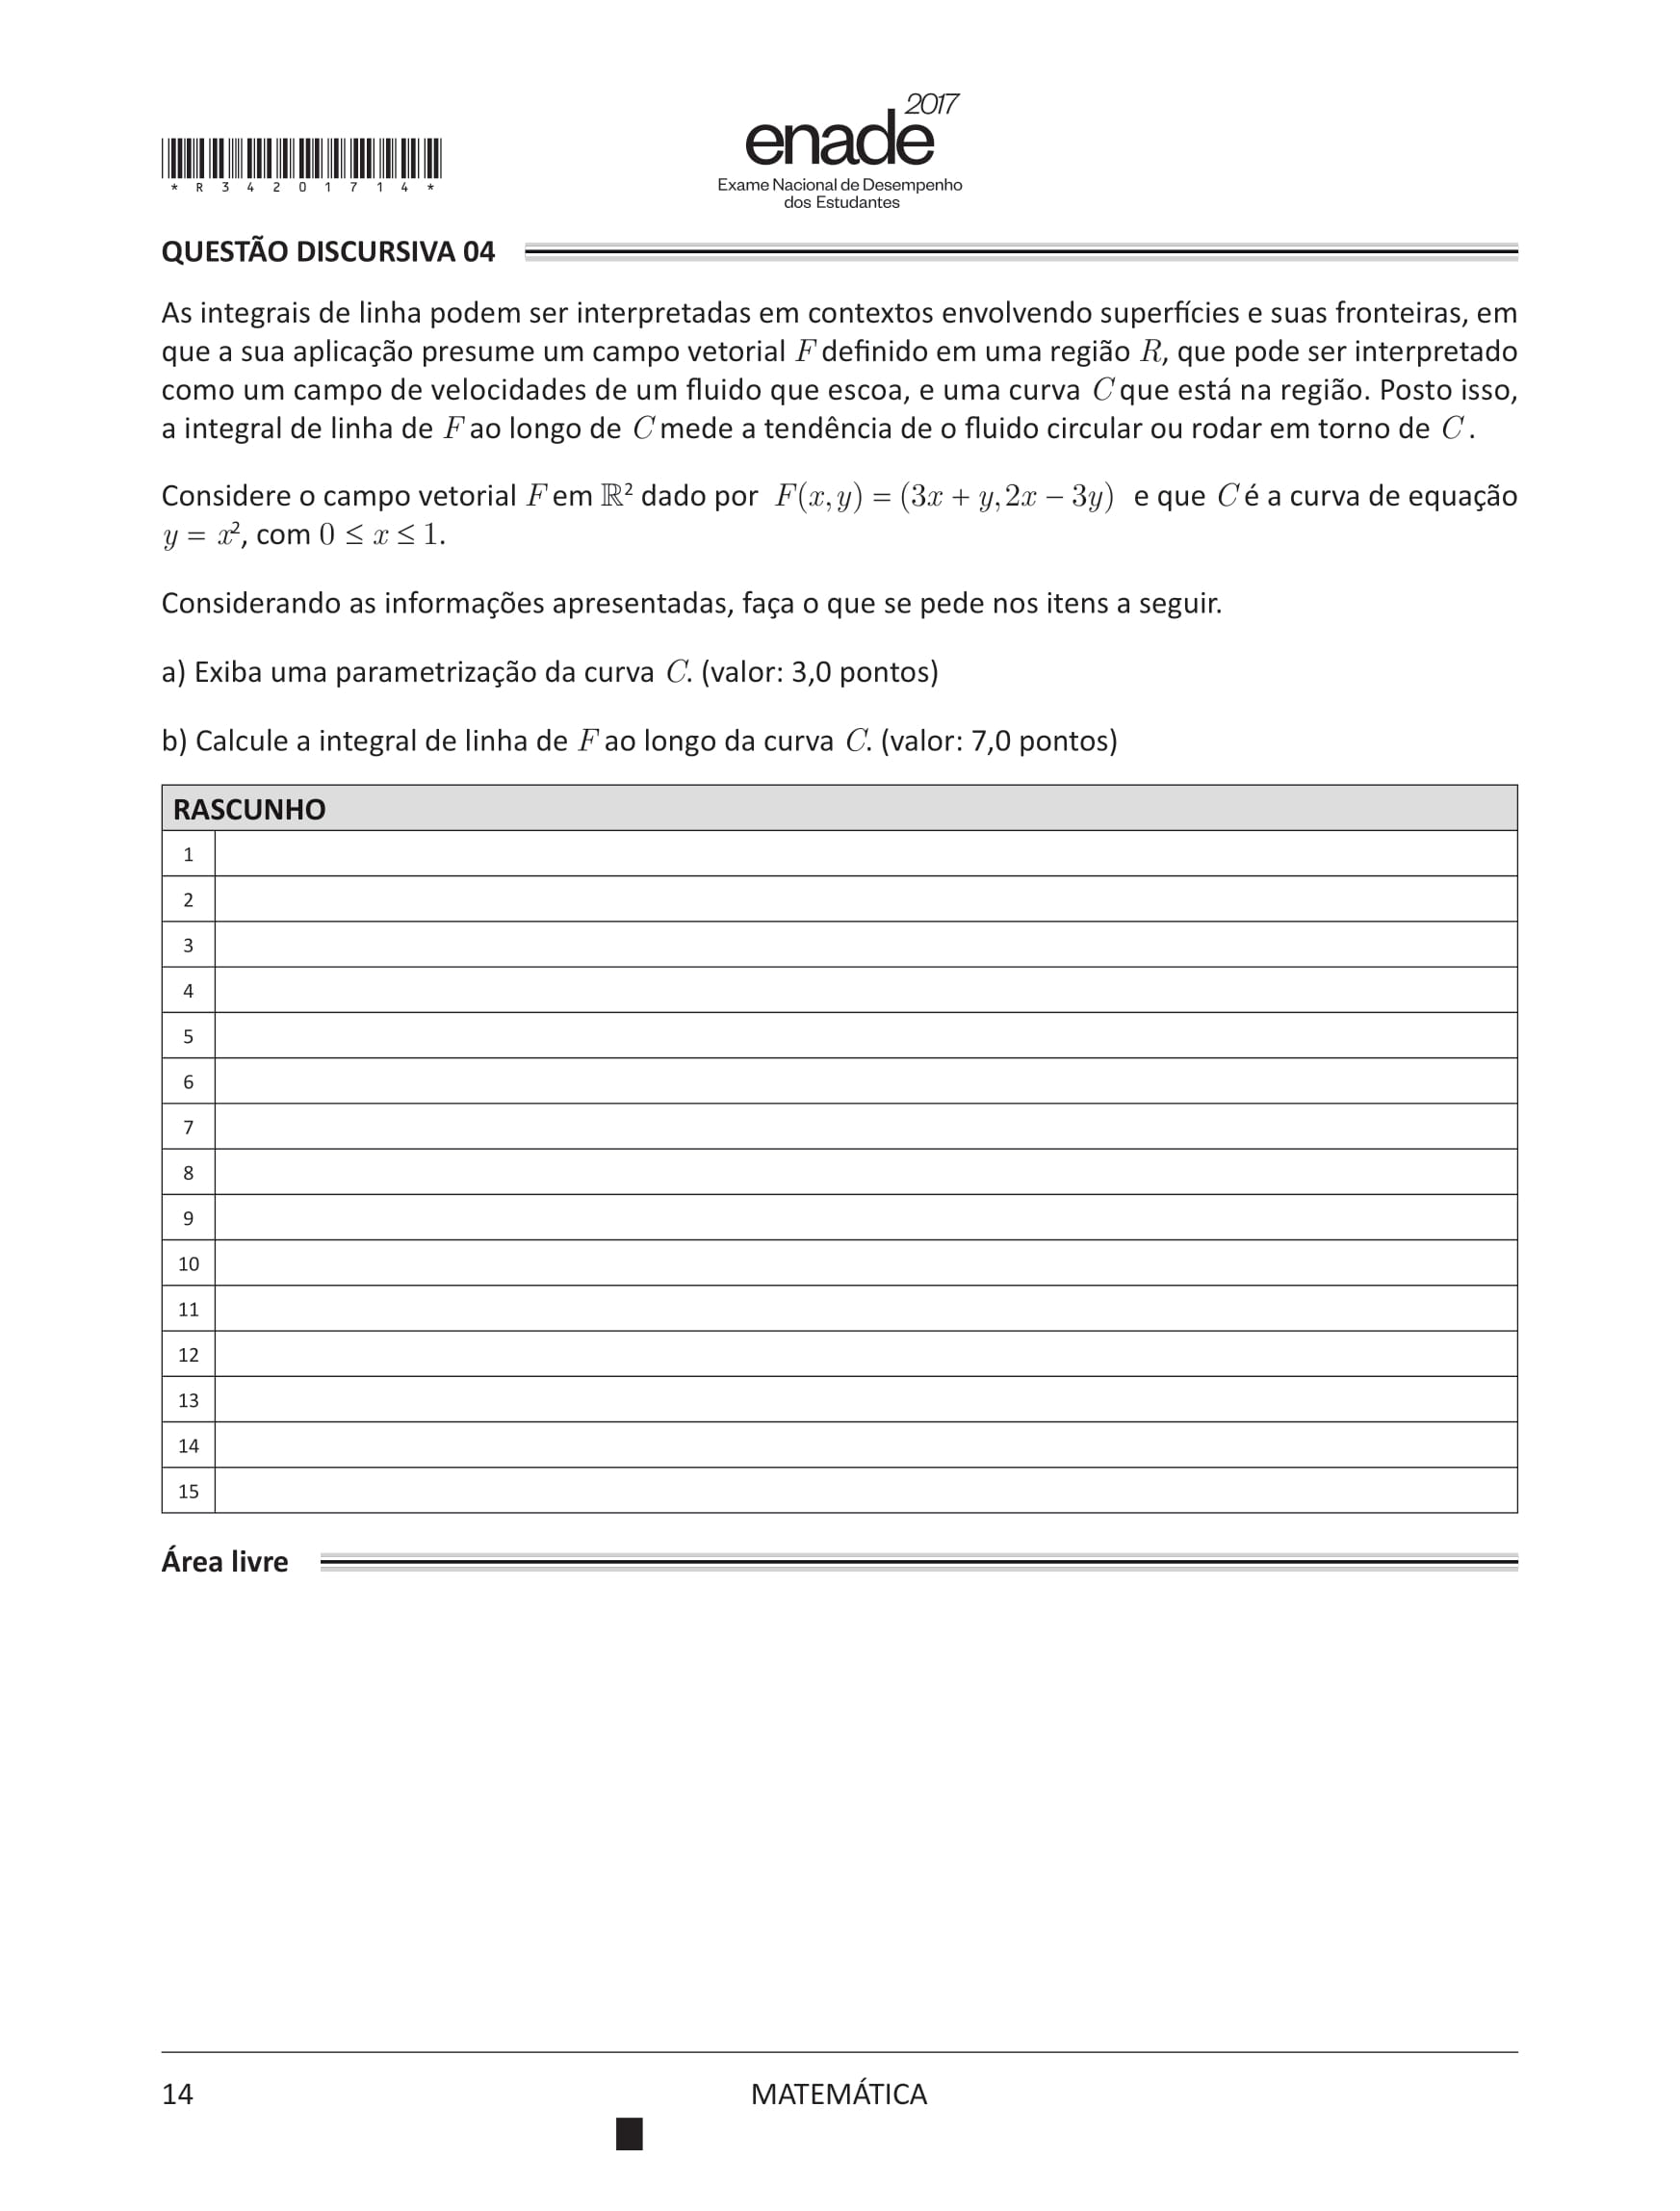 2017
enade
Exame Nacional de Desempenho
dos Estudantes
*R34201714*
QUESTÃO DISCURSIVA 04
As integrais de linha podem ser interpretadas em contextos envolvendo superfícies e suas fronteiras, em
que a sua aplicação presume um campo vetorial F definido em uma região R, que pode ser interpretado
como um campo de velocidades de um fluido que escoa, e uma curva C que está na região. Posto isso,
a integral de linha de F ao longo de C mede a tendência de o fluido circular ou rodar em torno de C.
Considere o campo vetorial F em ℝ² dado por F(x, y) = (3x + y, 2x − 3y) e que C é a curva de equação
y = x², com 0 ≤ x ≤ 1.
Considerando as informações apresentadas, faça o que se pede nos itens a seguir.
a) Exiba uma parametrização da curva C. (valor: 3,0 pontos)
b) Calcule a integral de linha de F ao longo da curva C. (valor: 7,0 pontos)
RASCUNHO
1
2
3
4
5
6
7
8
9
10
11
12
13
14
15
Área livre
14
MATEMÁTICA